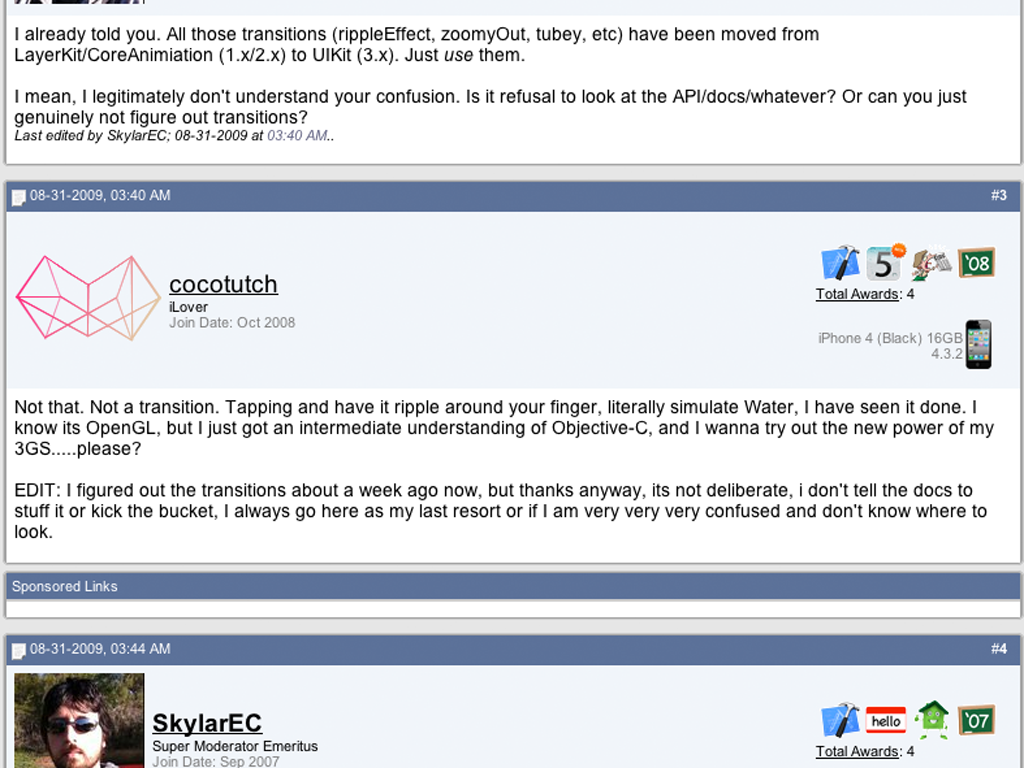 I already told you. All those transitions (rippleEffect, zoomyOut, tubey, etc) have been moved from
LayerKit/CoreAnimiation (1.x/2.x) to UIKit (3.x). Just use them.
I mean, I legitimately don't understand your confusion. Is it refusal to look at the API/docs/whatever? Or can you just
genuinely not figure out transitions?
Last edited by SkylarEC; 08-31-2009 at 03:40 AM..
08-31-2009, 03:40 AM #3
5
'08
cocotutch
Total Awards: 4
iLover
Join Date: Oct 2008
iPhone 4 (Black) 16GB
4.3.2
Not that. Not a transition. Tapping and have it ripple around your finger, literally simulate Water, I have seen it done. I
know its OpenGL, but I just got an intermediate understanding of Objective-C, and I wanna try out the new power of my
3GS.....please?
EDIT: I figured out the transitions about a week ago now, but thanks anyway, its not deliberate, i don't tell the docs to
stuff it or kick the bucket, I always go here as my last resort or if I am very very very confused and don't know where to
look.
Sponsored Links
08-31-2009, 03:44 AM #4
hello
'07
SkylarEC
Super Moderator Emeritus
Total Awards: 4
Join Date: Sep 2007